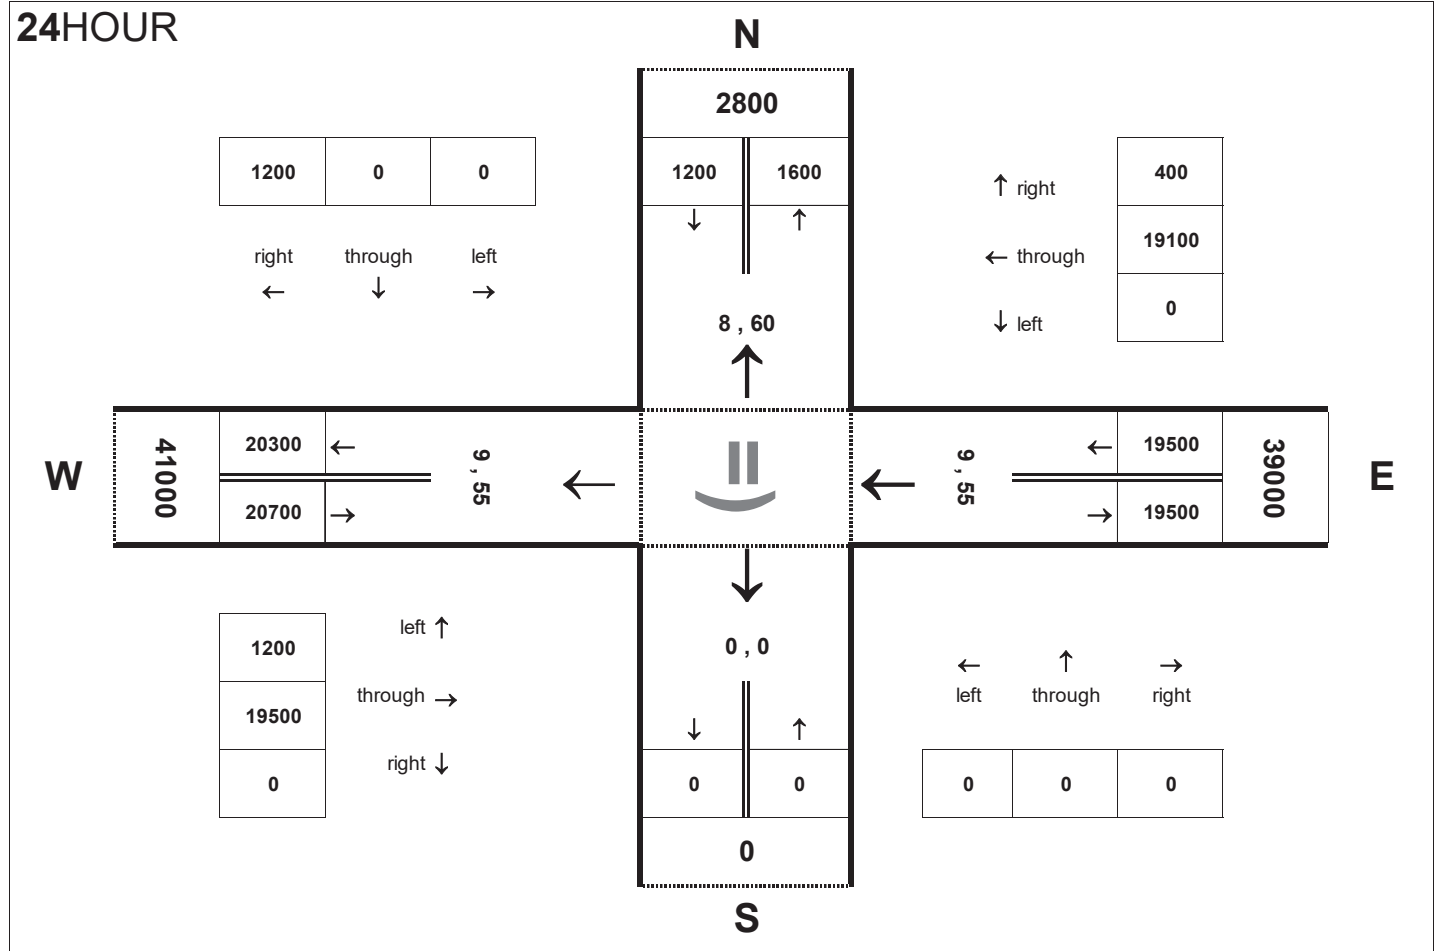 24HOUR
N
2800
1200 0 0
1200 1600
↑ right 400
← through 19100
↓ left 0
↓ ↑
right through left
← ↓ →
8 , 60
↑
W
41000
20300 ←
20700 →
9 , 55
←
=)
←
9 , 55
← 19500
→ 19500
39000
E
↓
1200 left ↑
19500 through →
0 right ↓
0 , 0
← ↑ →
left through right
↓ ↑
0 0
0 0 0
0
S